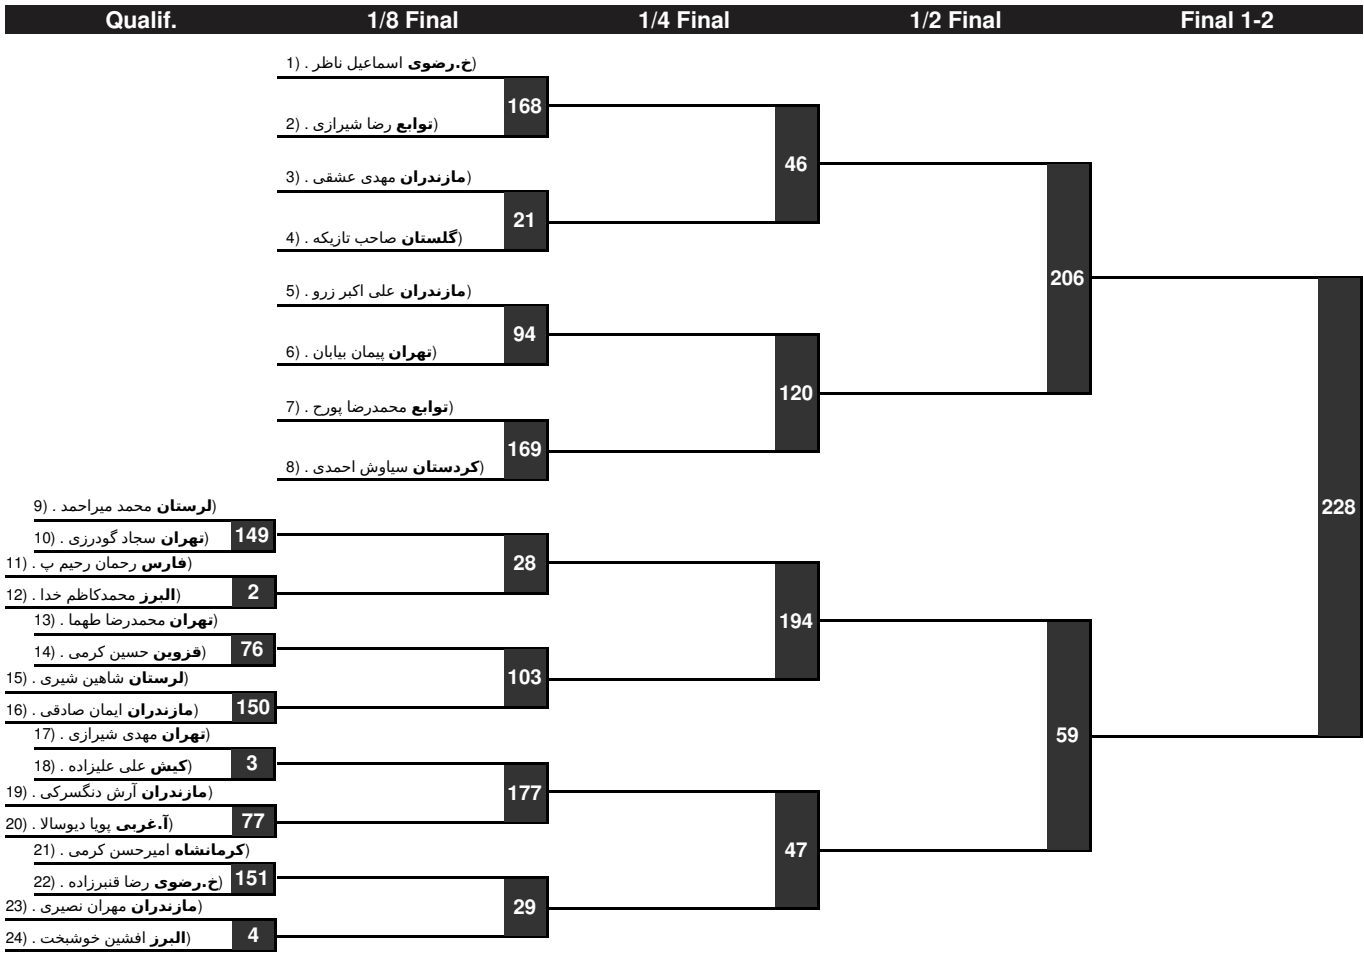 Qualif. 1/8 Final 1/4 Final 1/2 Final Final 1-2
1) . اسماعیل ناظر خ.رضوی)
168
2) . رضا شیرازی توابع)
46
3) . مهدی عشقی مازندران)
21
4) . صاحب تازیکه گلستان)
206
5) . علی اکبر زرو مازندران)
94
6) . پیمان بیابان تهران)
120
7) . محمدرضا پورح توابع)
169
8) . سیاوش احمدی کردستان)
228
9) . محمد میراحمد لرستان)
149
10) . سجاد گودرزی تهران)
28
11) . رحمان رحیم پ فارس)
2
12) . محمدکاظم خدا البرز)
194
13) . محمدرضا طهما تهران)
76
14) . حسین کرمی قزوین)
103
15) . شاهین شیری لرستان)
150
16) . ایمان صادقی مازندران)
59
17) . مهدی شیرازی تهران)
3
18) . علی علیزاده کیش)
177
19) . آرش دنگسرکی مازندران)
77
20) . پویا دیوسالا آ.غربی)
47
21) . امیرحسن کرمی کرمانشاه)
151
22) . رضا قنبرزاده خ.رضوی)
29
23) . مهران نصیری مازندران)
4
24) . افشین خوشبخت البرز)